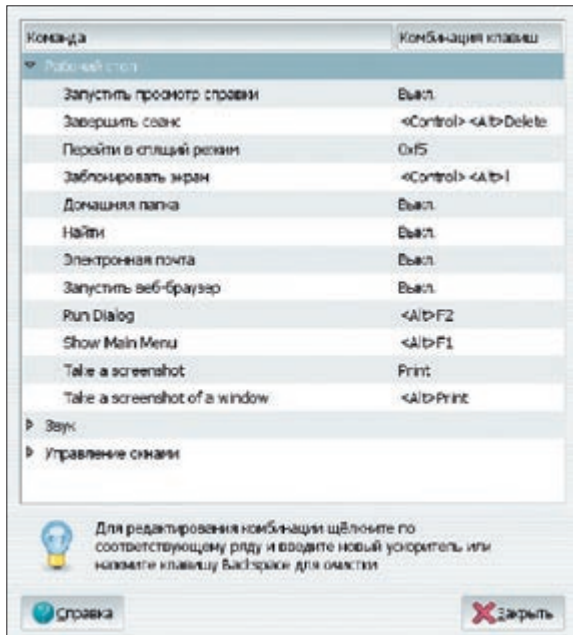 Команда Комбинация клавиш
Рабочий стол
Запустить просмотр справки Выкл.
Завершить сеанс <Control><Alt>Delete
Перейти в спящий режим 0xf5
Заблокировать экран <Control><Alt>l
Домашняя папка Выкл.
Найти Выкл.
Электронная почта Выкл.
Запустить веб-браузер Выкл.
Run Dialog <Alt>F2
Show Main Menu <Alt>F1
Take a screenshot Print
Take a screenshot of a window <Alt>Print
Звук
Управление окнами
Для редактирования комбинации щёлкните по
соответствующему ряду и введите новый ускоритель или
нажмите клавишу Backspace для очистки
Справка Закрыть